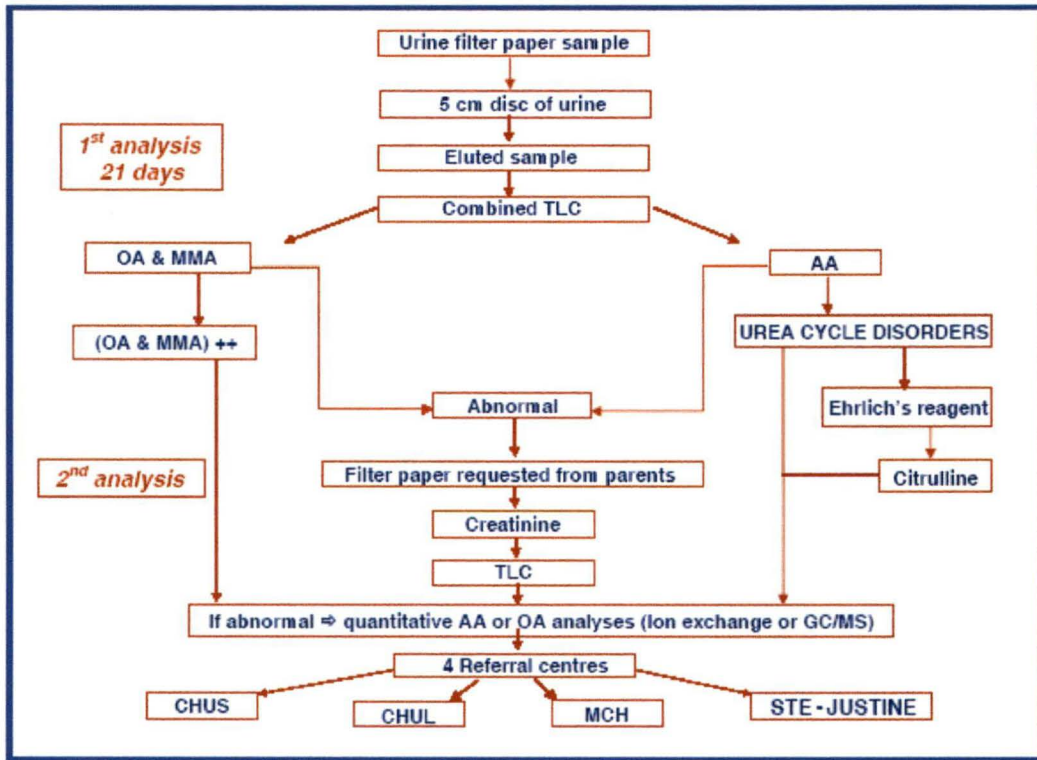 Urine filter paper sample
5 cm disc of urine
1st analysis
21 days
Eluted sample
Combined TLC
OA & MMA
AA
(OA & MMA) ++
UREA CYCLE DISORDERS
Abnormal
Ehrlich's reagent
2nd analysis
Filter paper requested from parents
Citrulline
Creatinine
TLC
If abnormal ⇨ quantitative AA or OA analyses (Ion exchange or GC/MS)
4 Referral centres
CHUS
CHUL
MCH
STE - JUSTINE